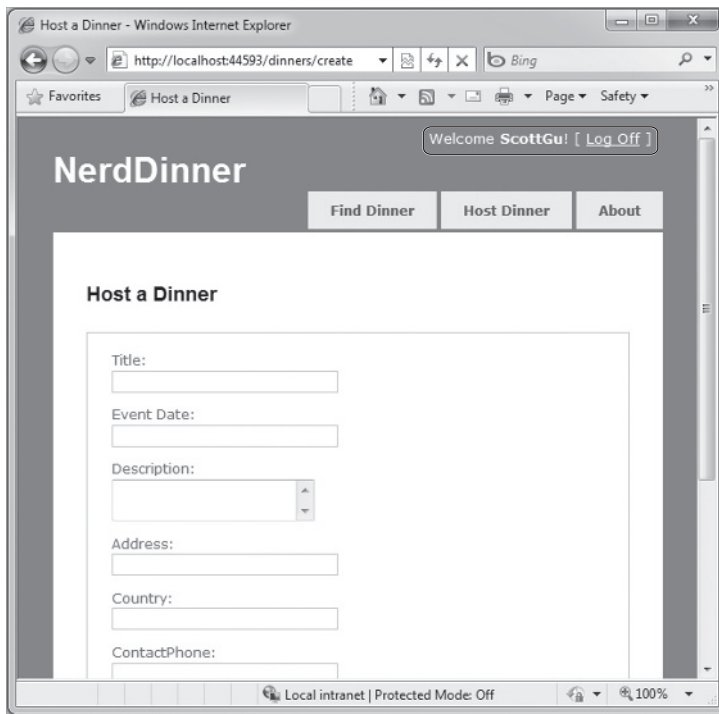 Host a Dinner - Windows Internet Explorer
http://localhost:44593/dinners/create
Bing
Favorites
Host a Dinner
Page
Safety
Welcome ScottGu! [ Log Off ]
NerdDinner
Find Dinner
Host Dinner
About
Host a Dinner
Title:
Event Date:
Description:
Address:
Country:
ContactPhone:
Local intranet | Protected Mode: Off
100%